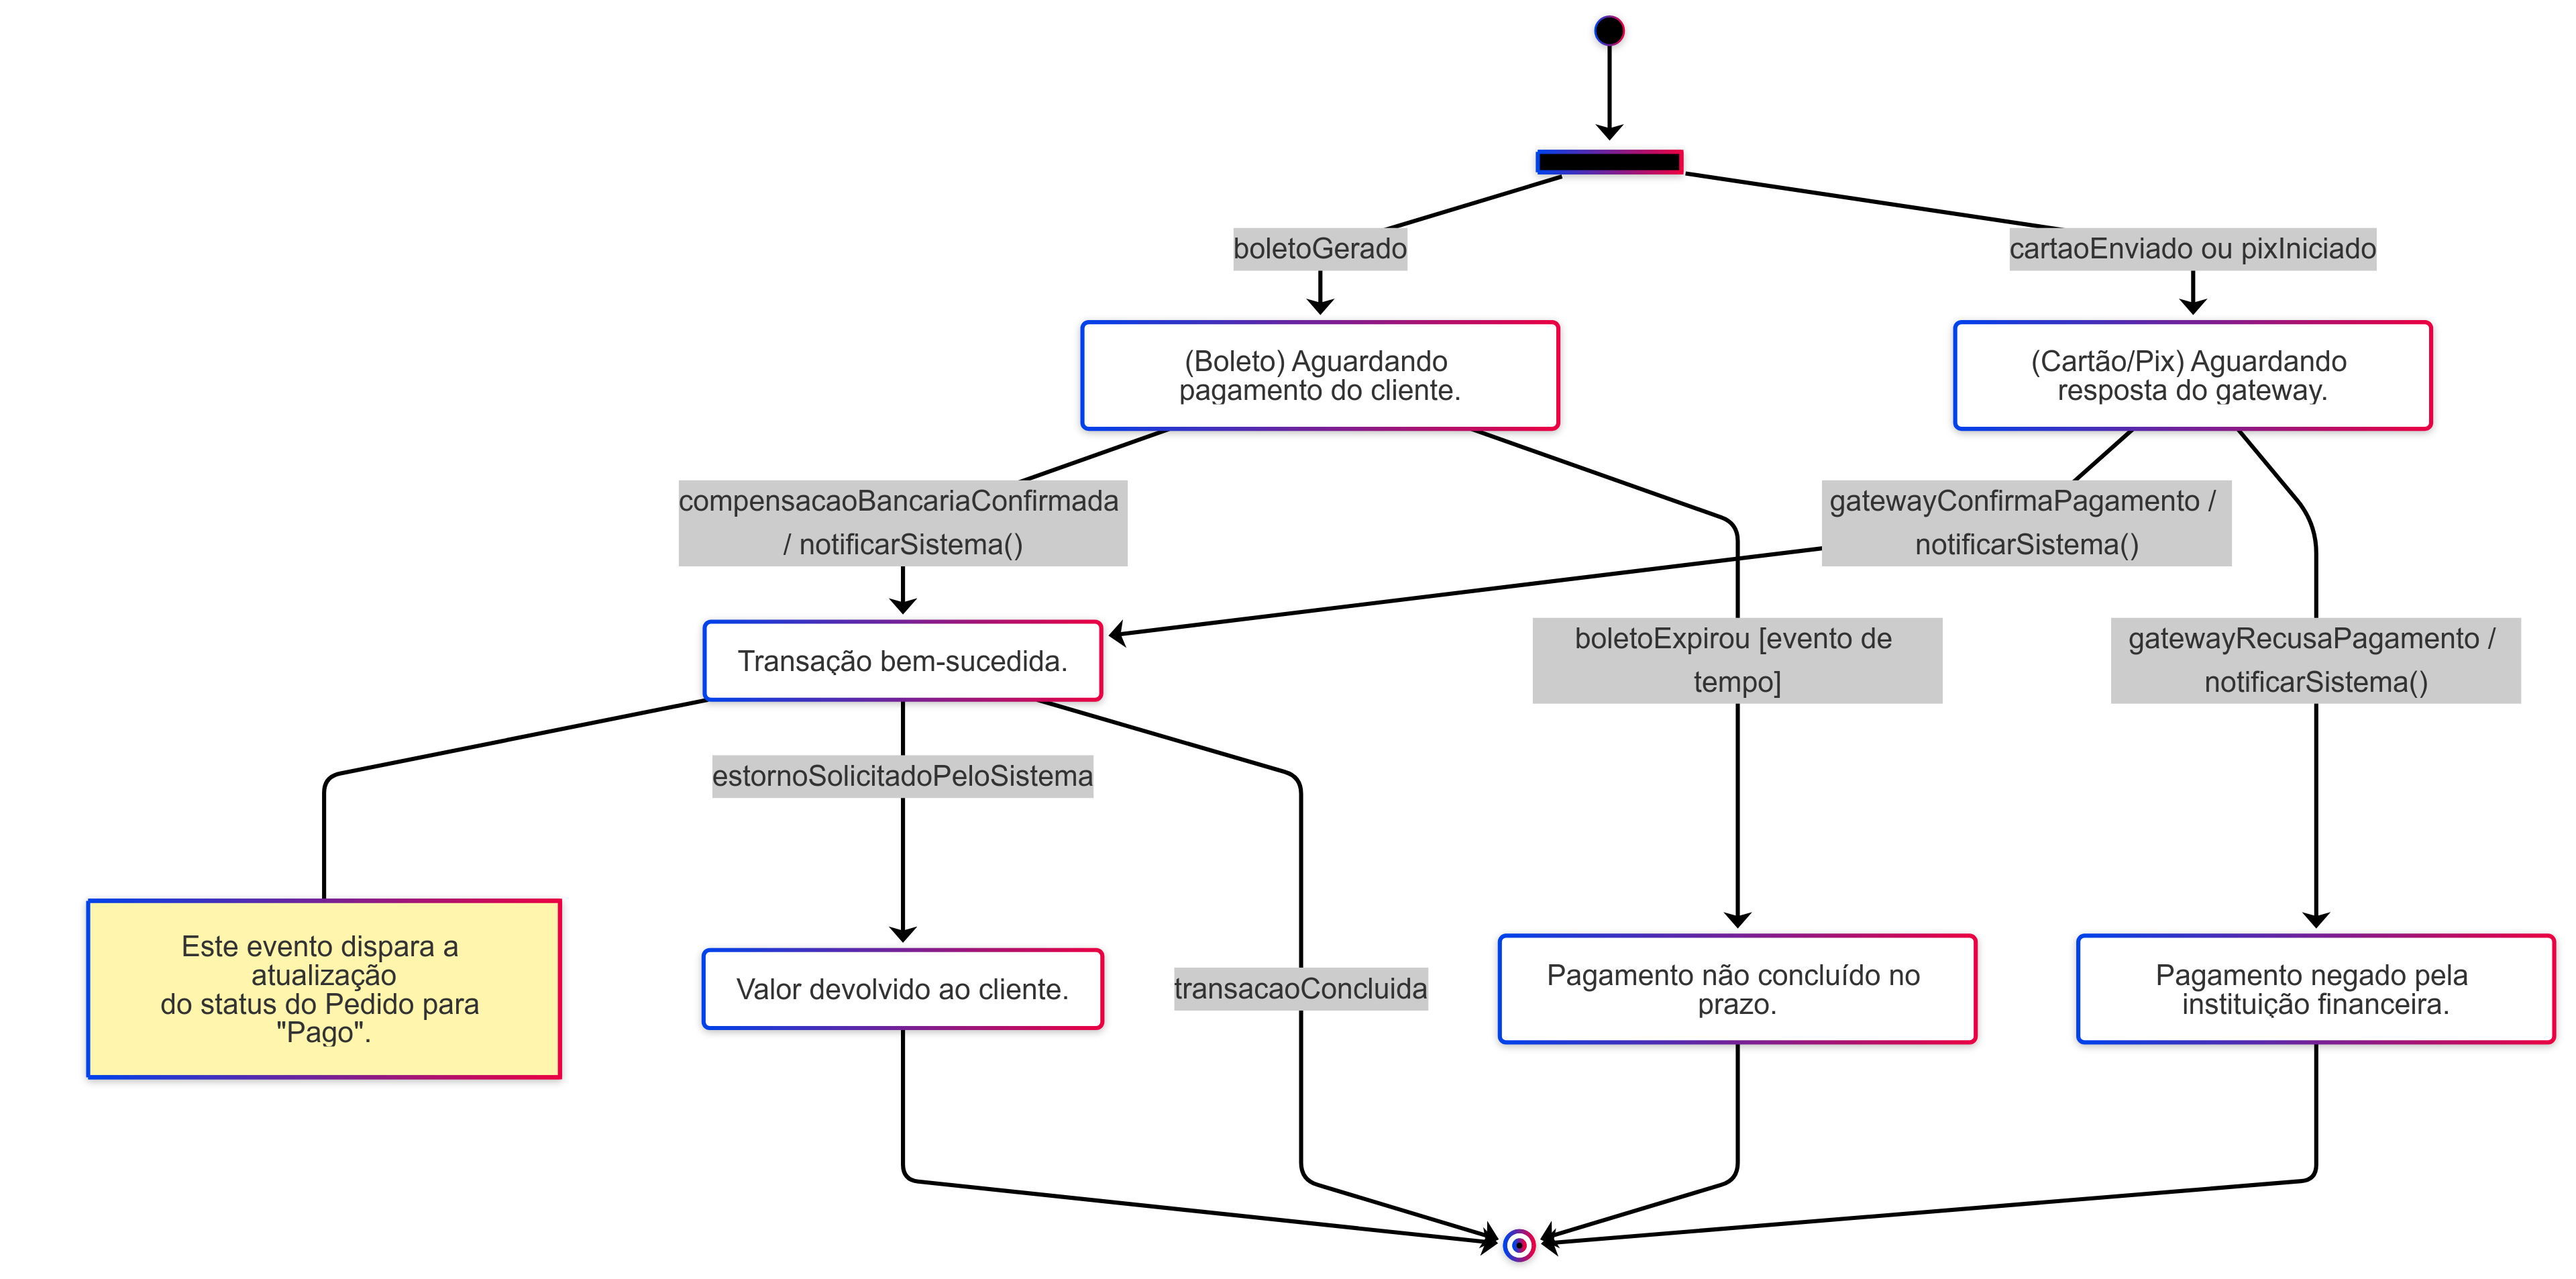 boletoGerado
cartaoEnviado ou pixIniciado
(Boleto) Aguardando
pagamento do cliente.
(Cartão/Pix) Aguardando
resposta do gateway.
compensacaoBancariaConfirmada
/ notificarSistema()
gatewayConfirmaPagamento /
notificarSistema()
Transação bem-sucedida.
boletoExpirou [evento de
tempo]
gatewayRecusaPagamento /
notificarSistema()
estornoSolicitadoPeloSistema
Este evento dispara a
atualização
do status do Pedido para
"Pago".
Valor devolvido ao cliente.
transacaoConcluida
Pagamento não concluído no
prazo.
Pagamento negado pela
instituição financeira.